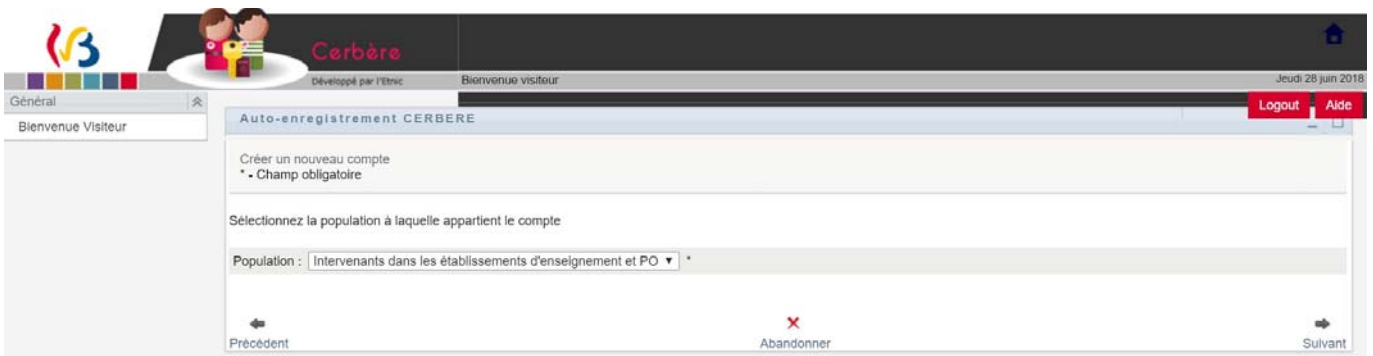 Cerbère
Développé par l'Etnic
Bienvenue visiteur
Jeudi 28 juin 2018
Logout Aide
Général
Bienvenue Visiteur
Auto-enregistrement CERBERE
Créer un nouveau compte
* - Champ obligatoire
Sélectionnez la population à laquelle appartient le compte
Population : Intervenants dans les établissements d'enseignement et PO *
Précédent Abandonner Suivant